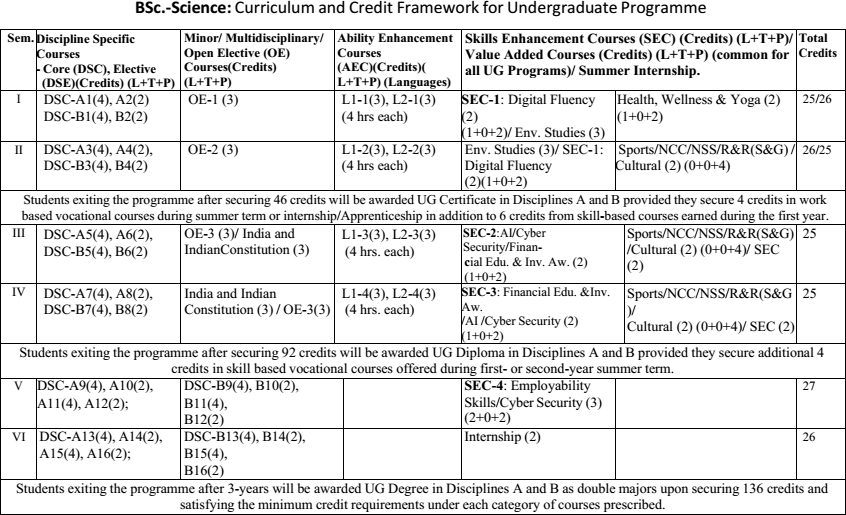 BSc.-Science: Curriculum and Credit Framework for Undergraduate Programme
Sem.
Discipline Specific
Courses
- Core (DSC), Elective
(DSE)(Credits) (L+T+P)
Minor/ Multidisciplinary/
Open Elective (OE)
Courses(Credits)
(L+T+P)
Ability Enhancement
Courses
(AEC)(Credits)(
L+T+P) (Languages)
Skills Enhancement Courses (SEC) (Credits) (L+T+P)/
Value Added Courses (Credits) (L+T+P) (common for
all UG Programs)/ Summer Internship.
Total
Credits
I
DSC-A1(4), A2(2)
DSC-B1(4), B2(2)
OE-1 (3)
L1-1(3), L2-1(3)
(4 hrs each)
SEC-1: Digital Fluency
(2)
(1+0+2)/ Env. Studies (3)
Health, Wellness & Yoga (2)
(1+0+2)
25/26
II
DSC-A3(4), A4(2),
DSC-B3(4), B4(2)
OE-2 (3)
L1-2(3), L2-2(3)
(4 hrs each)
Env. Studies (3)/ SEC-1:
Digital Fluency
(2)(1+0+2)
Sports/NCC/NSS/R&R(S&G) /
Cultural (2) (0+0+4)
26/25
Students exiting the programme after securing 46 credits will be awarded UG Certificate in Disciplines A and B provided they secure 4 credits in work
based vocational courses during summer term or internship/Apprenticeship in addition to 6 credits from skill-based courses earned during the first year.
III
DSC-A5(4), A6(2),
DSC-B5(4), B6(2)
OE-3 (3)/ India and
IndianConstitution (3)
L1-3(3), L2-3(3)
(4 hrs. each)
SEC-2:AI/Cyber
Security/Finan-
cial Edu. & Inv. Aw. (2)
(1+0+2)
Sports/NCC/NSS/R&R(S&G)
/Cultural (2) (0+0+4)/ SEC
(2)
25
IV
DSC-A7(4), A8(2),
DSC-B7(4), B8(2)
India and Indian
Constitution (3) / OE-3(3)
L1-4(3), L2-4(3)
(4 hrs. each)
SEC-3: Financial Edu. &Inv.
Aw.
/AI /Cyber Security (2)
(1+0+2)
Sports/NCC/NSS/R&R(S&G
)/
Cultural (2) (0+0+4)/ SEC (2)
25
Students exiting the programme after securing 92 credits will be awarded UG Diploma in Disciplines A and B provided they secure additional 4
credits in skill based vocational courses offered during first- or second-year summer term.
V
DSC-A9(4), A10(2),
A11(4), A12(2);
DSC-B9(4), B10(2),
B11(4),
B12(2)
SEC-4: Employability
Skills/Cyber Security (3)
(2+0+2)
27
VI
DSC-A13(4), A14(2),
A15(4), A16(2);
DSC-B13(4), B14(2),
B15(4),
B16(2)
Internship (2)
26
Students exiting the programme after 3-years will be awarded UG Degree in Disciplines A and B as double majors upon securing 136 credits and
satisfying the minimum credit requirements under each category of courses prescribed.